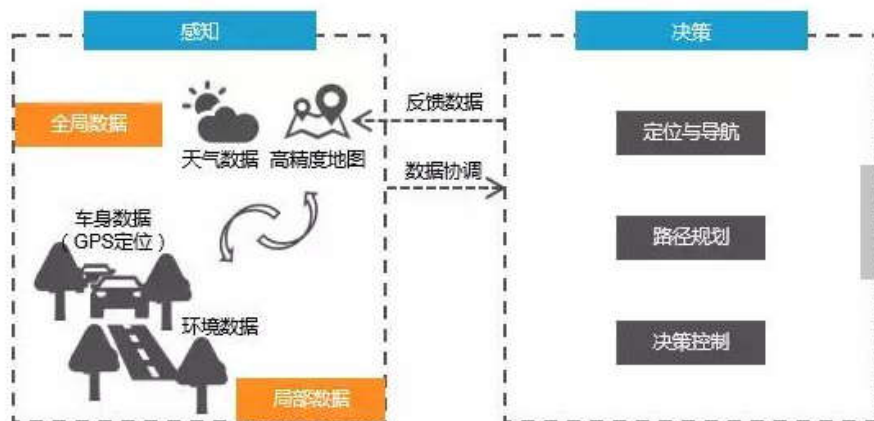 感知
决策
全局数据
天气数据
高精度地图
反馈数据
数据协调
定位与导航
车身数据
（GPS定位）
路径规划
环境数据
决策控制
局部数据